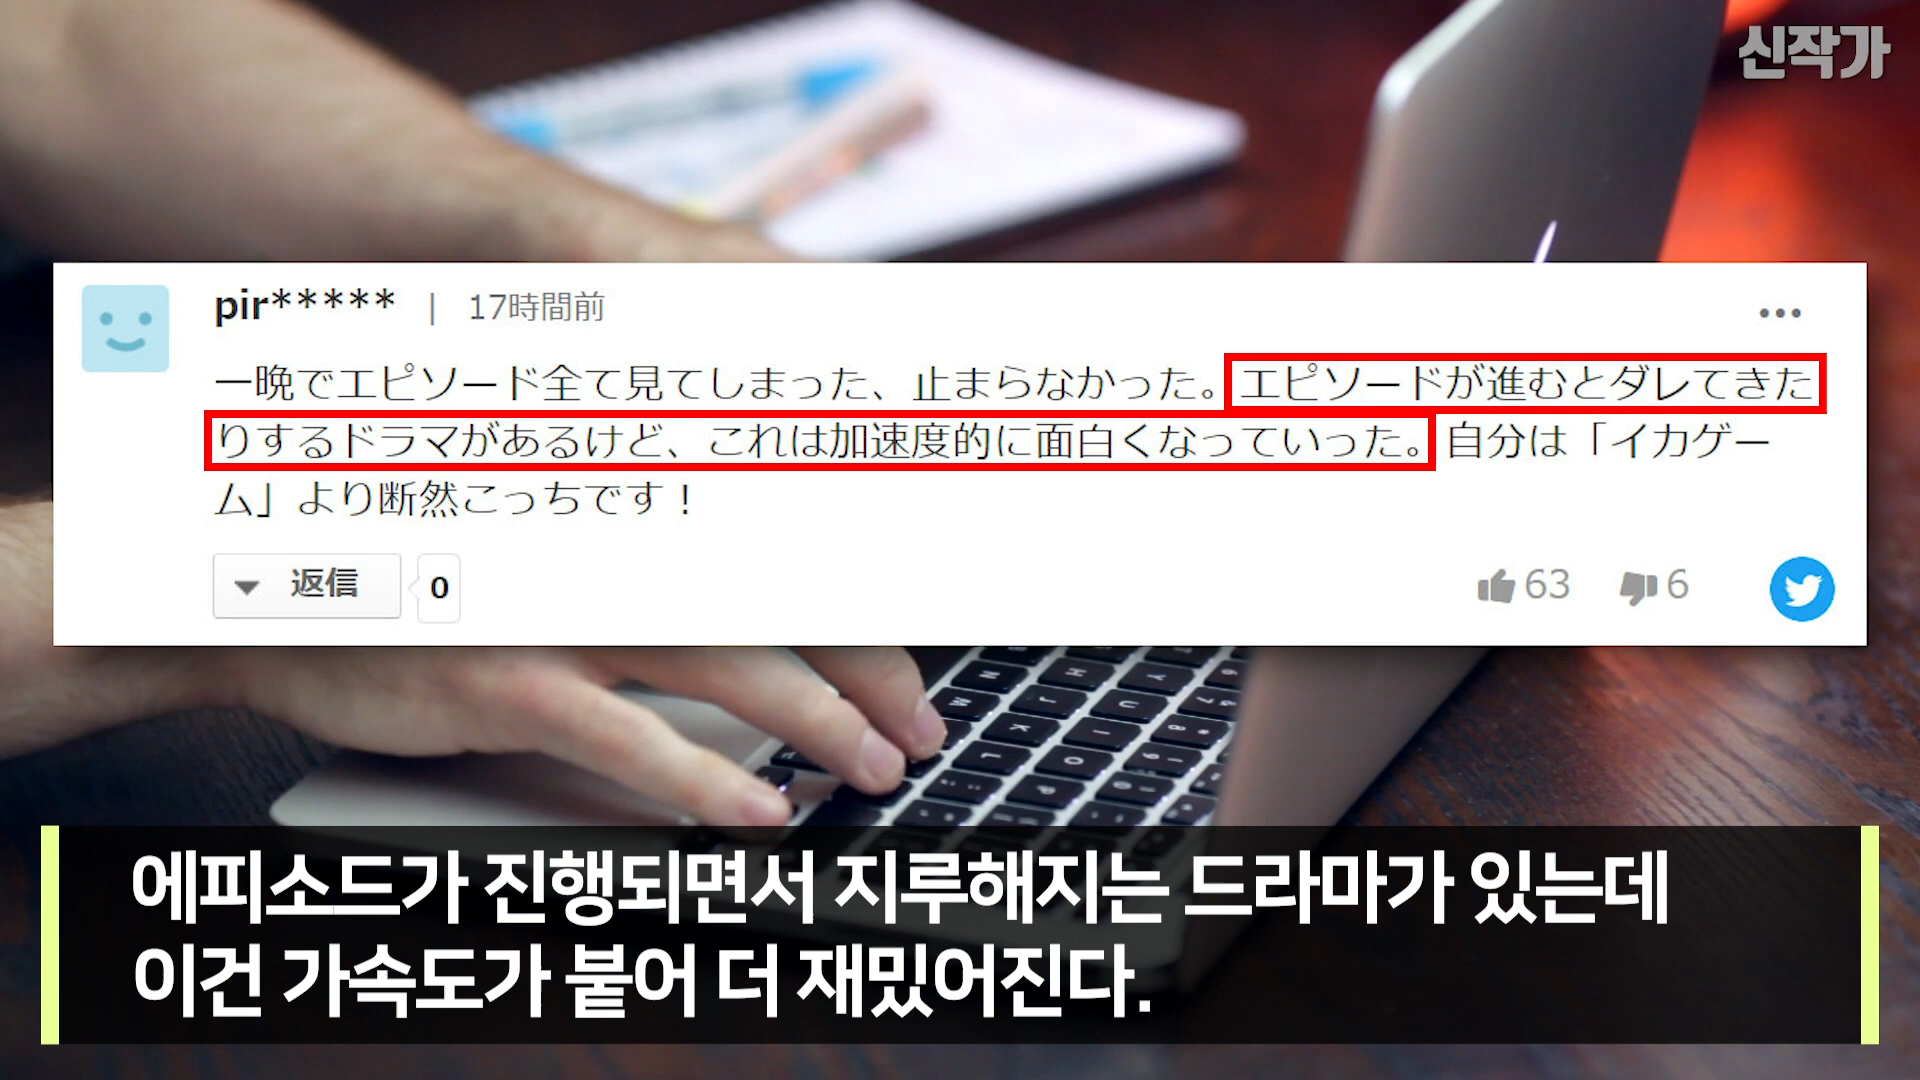 신작가
pir***** | 17時間前
一晩でエピソード全て見てしまった、止まらなかった。エピソードが進むとダレてきた
りするドラマがあるけど、これは加速度的に面白くなっていった。自分は「イカゲー
ム」より断然こっちです！
返信 0
63 6
에피소드가 진행되면서 지루해지는 드라마가 있는데
이건 가속도가 붙어 더 재밌어진다.